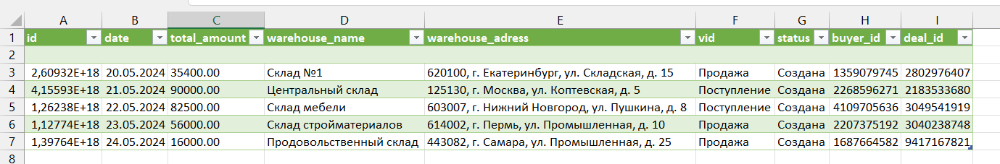 A B C D E F G H I
1 id date total_amount warehouse_name warehouse_adress vid status buyer_id deal_id
2
3 2,60932E+18 20.05.2024 35400.00 Склад №1 620100, г. Екатеринбург, ул. Складская, д. 15 Продажа Создана 1359079745 2802976407
4 4,15593E+18 21.05.2024 90000.00 Центральный склад 125130, г. Москва, ул. Коптевская, д. 5 Поступление Создана 2268596271 2183533680
5 1,26238E+18 22.05.2024 82500.00 Склад мебели 603007, г. Нижний Новгород, ул. Пушкина, д. 8 Поступление Создана 4109705636 3049541919
6 1,12774E+18 23.05.2024 56000.00 Склад стройматериалов 614002, г. Пермь, ул. Промышленная, д. 10 Продажа Создана 2207375192 3040238748
7 1,39764E+18 24.05.2024 16000.00 Продовольственный склад 443082, г. Самара, ул. Промышленная, д. 25 Продажа Создана 1687664582 9417167821
8